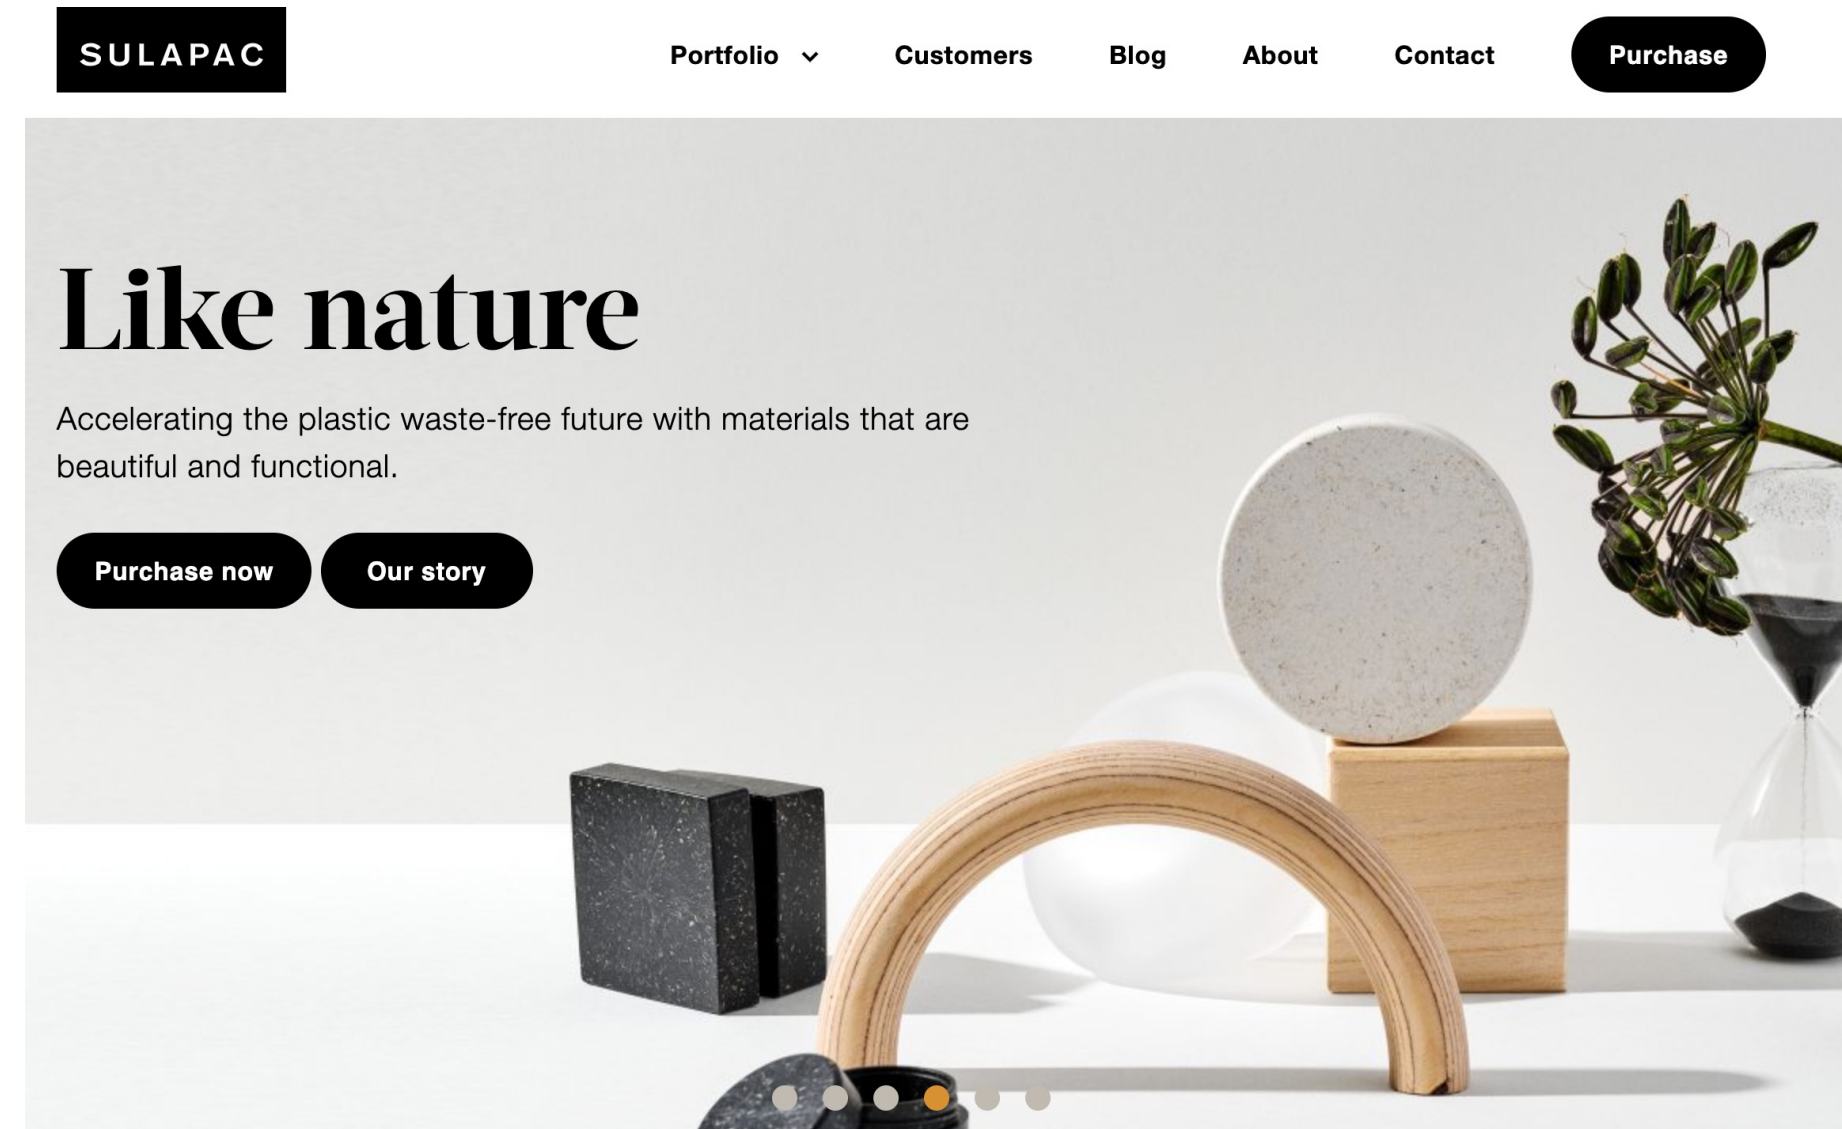 SULAPAC
Portfolio
Customers
Blog
About
Contact
Purchase
Like nature
Accelerating the plastic waste-free future with materials that are
beautiful and functional.
Purchase now
Our story